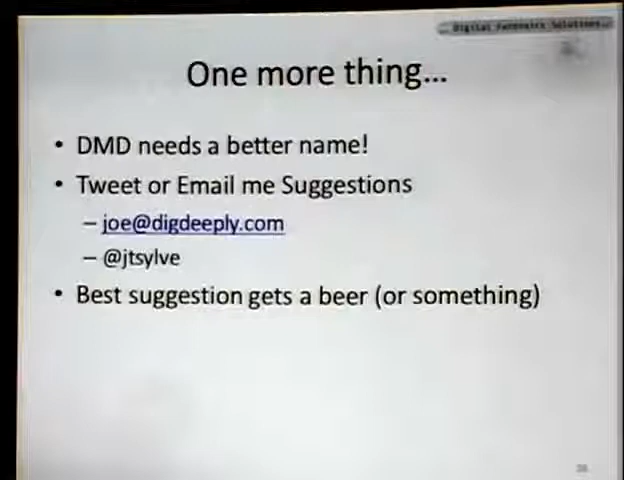 Digital Forensics Solutions
One more thing...
• DMD needs a better name!
• Tweet or Email me Suggestions
– joe@digdeeply.com
– @jtsylve
• Best suggestion gets a beer (or something)